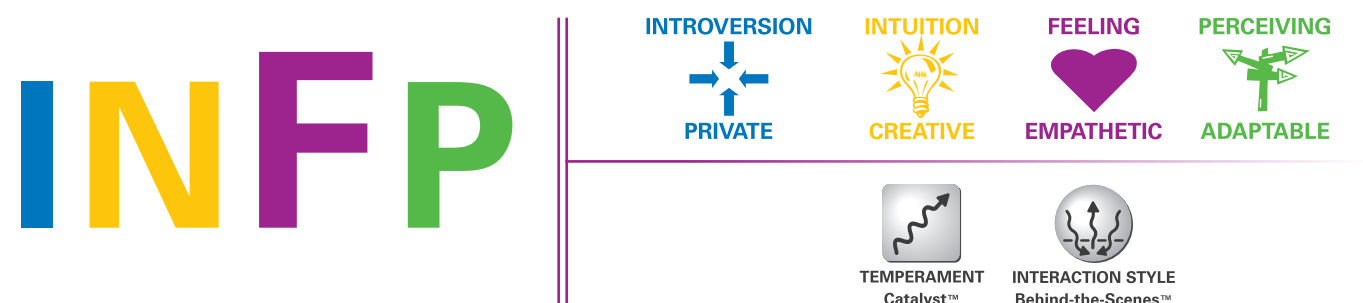 INFP
INTROVERSION
PRIVATE
INTUITION
CREATIVE
FEELING
EMPATHETIC
PERCEIVING
ADAPTABLE
TEMPERAMENT
Catalyst™
INTERACTION STYLE
Behind-the-Scenes™